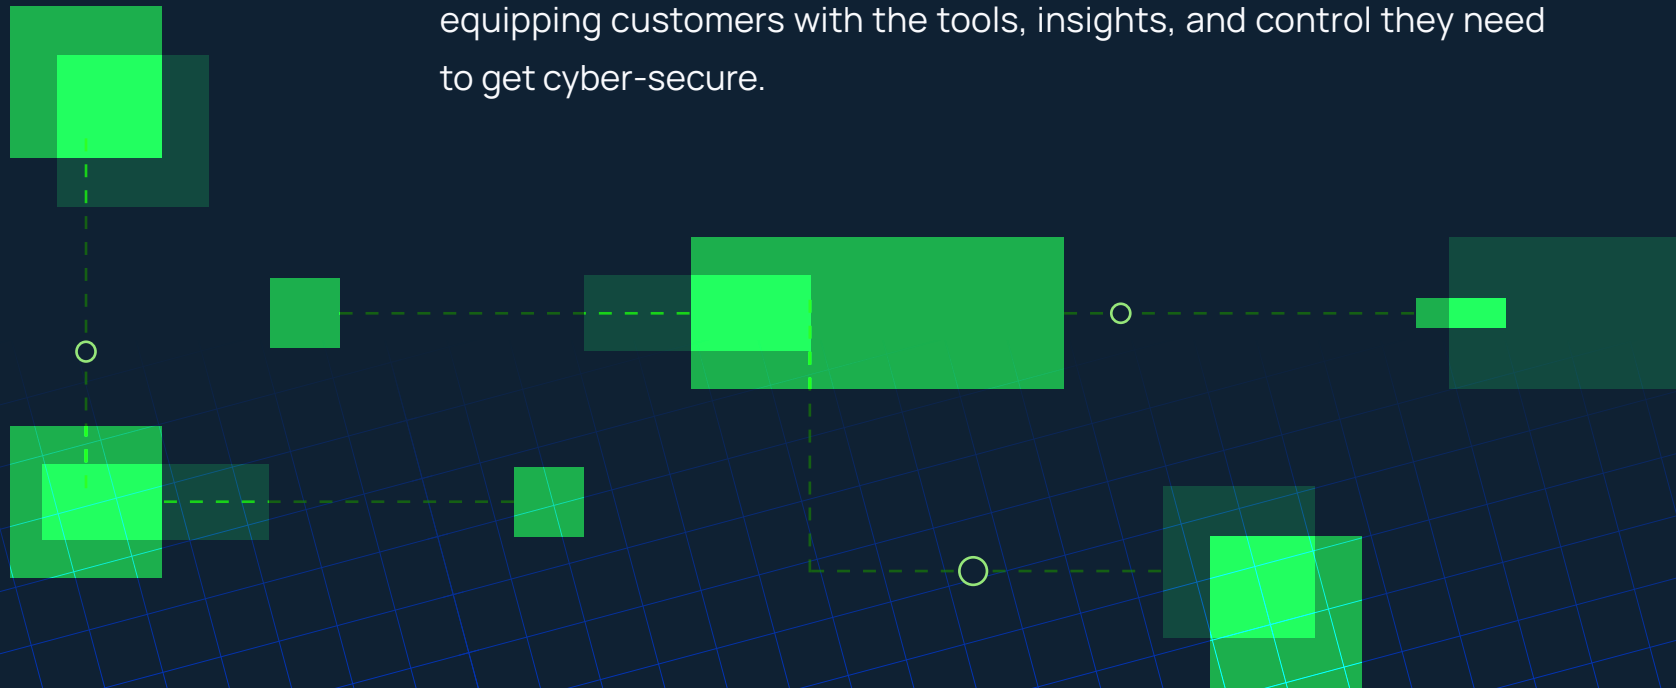 equipping customers with the tools, insights, and control they need
to get cyber-secure.